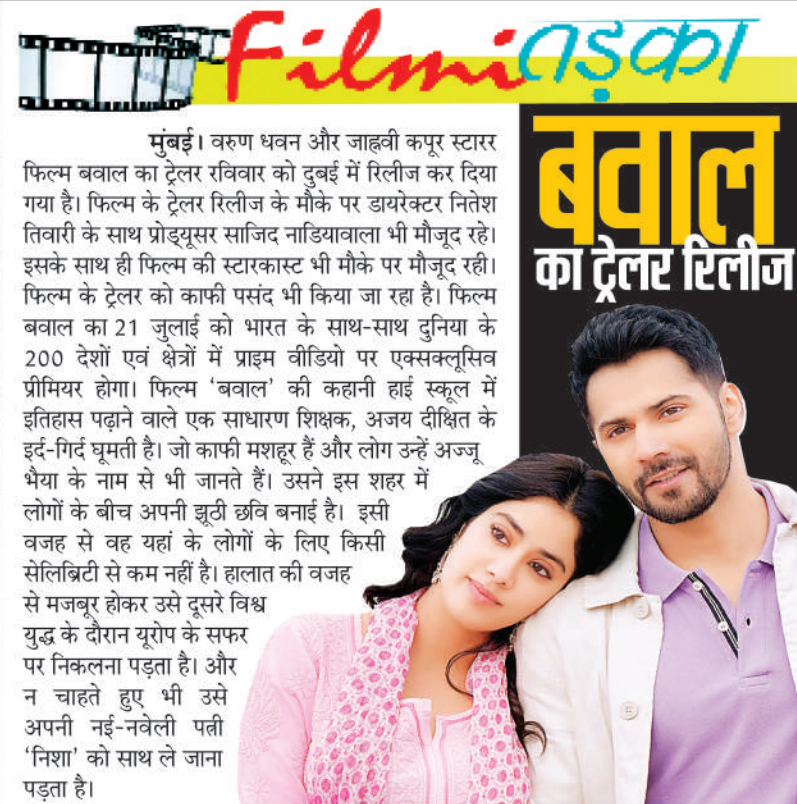 Filmi तड़का
बवाल
का ट्रेलर रिलीज
मुंबई। वरुण धवन और जाह्नवी कपूर स्टारर
फिल्म बवाल का ट्रेलर रविवार को दुबई में रिलीज कर दिया
गया है। फिल्म के ट्रेलर रिलीज के मौके पर डायरेक्टर नितेश
तिवारी के साथ प्रोड्यूसर साजिद नाडियावाला भी मौजूद रहे।
इसके साथ ही फिल्म की स्टारकास्ट भी मौके पर मौजूद रही।
फिल्म के ट्रेलर को काफी पसंद भी किया जा रहा है। फिल्म
बवाल का 21 जुलाई को भारत के साथ-साथ दुनिया के
200 देशों एवं क्षेत्रों में प्राइम वीडियो पर एक्सक्लूसिव
प्रीमियर होगा। फिल्म ‘बवाल’ की कहानी हाई स्कूल में
इतिहास पढ़ाने वाले एक साधारण शिक्षक, अजय दीक्षित के
इर्द-गिर्द घूमती है। जो काफी मशहूर हैं और लोग उन्हें अज्जू
भैया के नाम से भी जानते हैं। उसने इस शहर में
लोगों के बीच अपनी झूठी छवि बनाई है। इसी
वजह से वह यहां के लोगों के लिए किसी
सेलिब्रिटी से कम नहीं है। हालात की वजह
से मजबूर होकर उसे दूसरे विश्व
युद्ध के दौरान यूरोप के सफर
पर निकलना पड़ता है। और
न चाहते हुए भी उसे
अपनी नई-नवेली पत्नी
‘निशा’ को साथ ले जाना
पड़ता है।